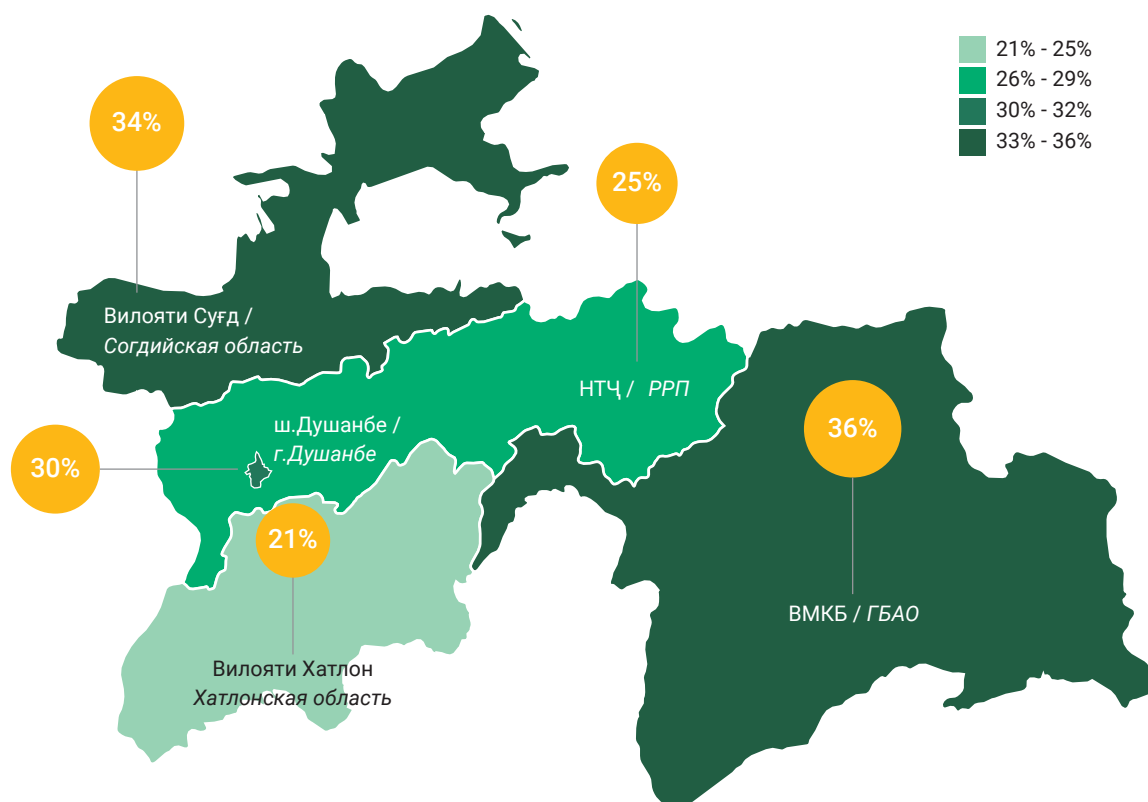 21% - 25%
26% - 29%
30% - 32%
33% - 36%
34%
25%
Вилояти Суғд /
Согдийская область
НТҶ / РРП
ш.Душанбе /
г.Душанбе
36%
30%
21%
ВМКБ / ГБАО
Вилояти Хатлон
Хатлонская область